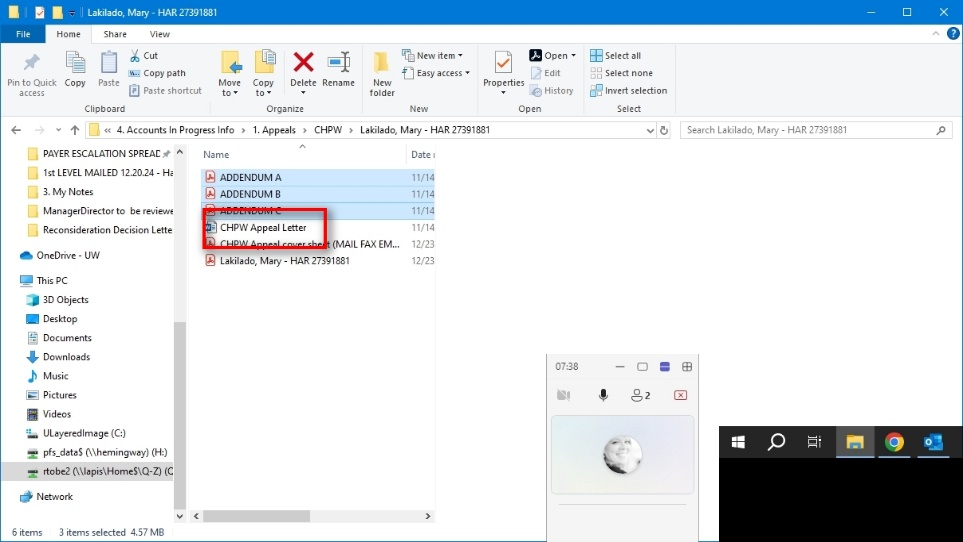 Lakilado, Mary - HAR 27391881
File Home Share View
Pin to Quick access
Copy
Paste
Cut
Copy path
Paste shortcut
Move to
Copy to
Delete
Rename
New folder
New item
Easy access
Properties
Open
Edit
History
Select all
Select none
Invert selection
Clipboard Organize New Open Select
« 4. Accounts In Progress Info > 1. Appeals > CHPW > Lakilado, Mary - HAR 27391881
Search Lakilado, Mary - HAR 27391881
Name Date
PAYER ESCALATION SPREAD
1st LEVEL MAILED 12.20.24 - Ha
3. My Notes
ManagerDirector to be reviewe
Reconsideration Decision Lette
OneDrive - UW
This PC
3D Objects
Desktop
Documents
Downloads
Music
Pictures
Videos
ULayeredImage (C:)
pfs_data$ (\\hemingway) (H:)
rtobe2 (\\lapis\Home$\Q-Z) (Q
Network
ADDENDUM A 11/14
ADDENDUM B 11/14
ADDENDUM C 11/14
CHPW Appeal Letter 11/14
CHPW Appeal cover sheet (MAIL FAX EM... 12/23
Lakilado, Mary - HAR 27391881 12/23
07:38
2
6 items 3 items selected 4.57 MB